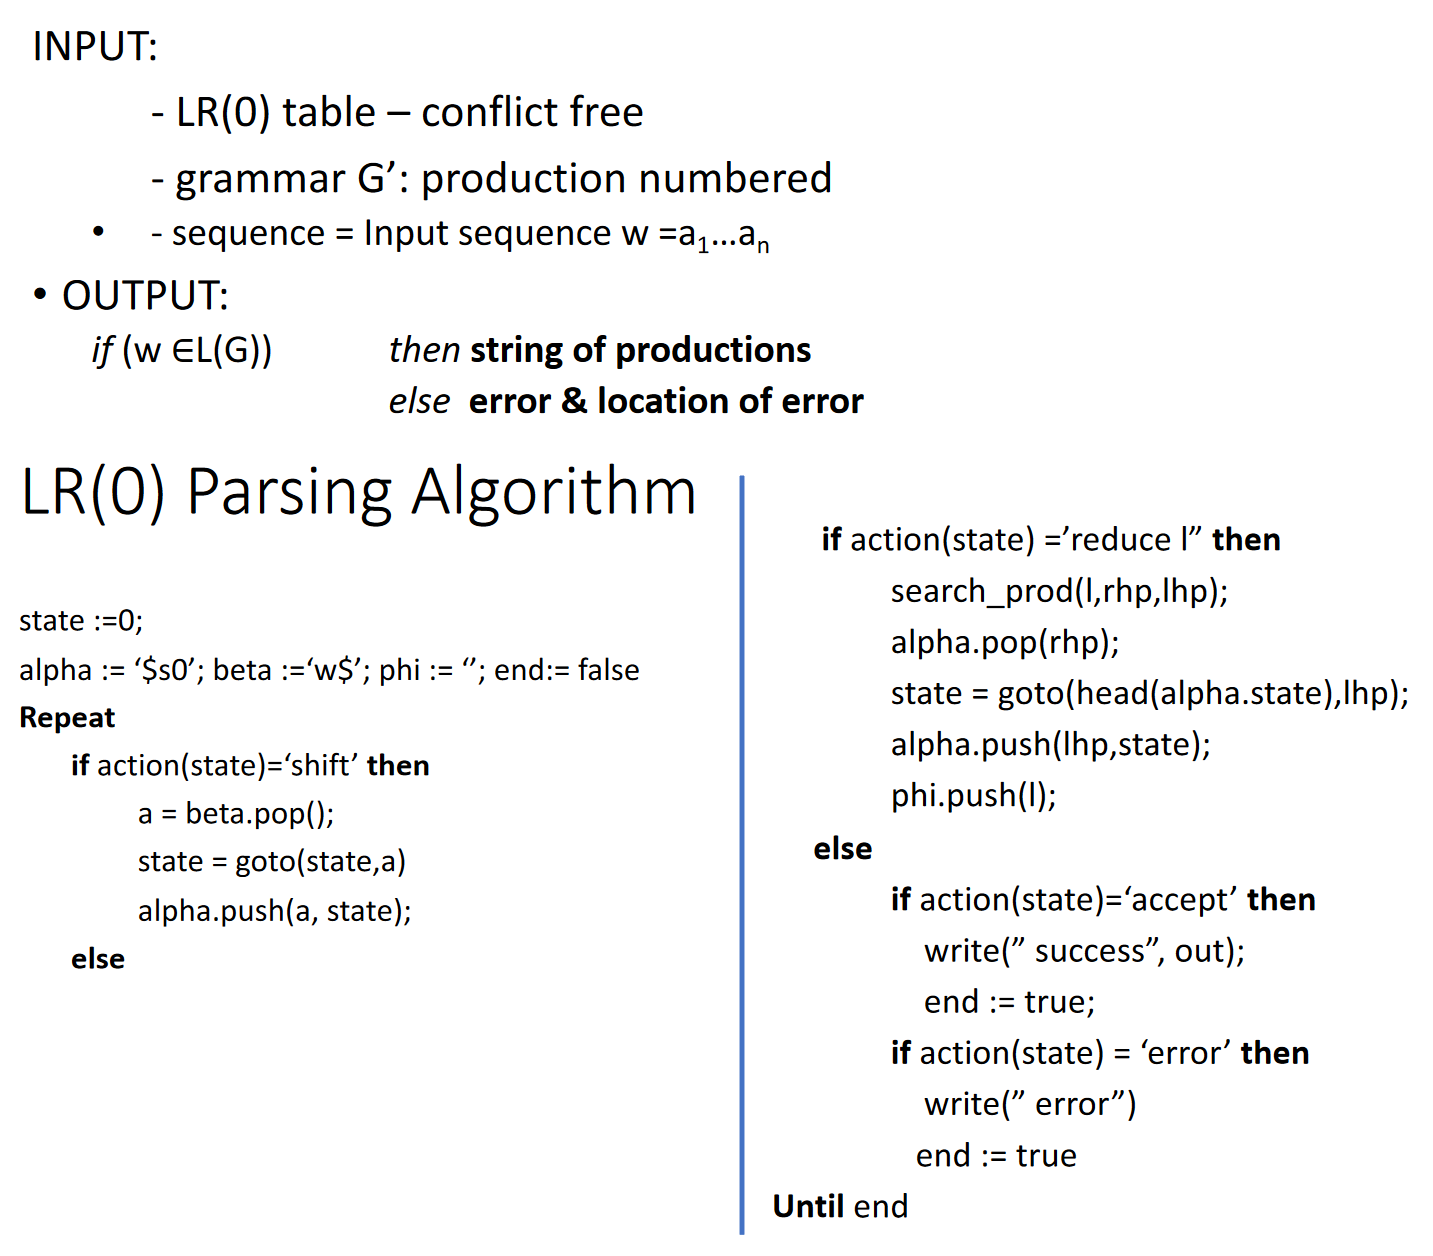 INPUT:
- LR(0) table – conflict free
- grammar G’: production numbered
• - sequence = Input sequence w =a1…an
• OUTPUT:
if (w ∈L(G)) then string of productions
else error & location of error
LR(0) Parsing Algorithm
state :=0;
alpha := ‘$s0’; beta :=‘w$’; phi := ‘’; end:= false
Repeat
if action(state)=‘shift’ then
a = beta.pop();
state = goto(state,a)
alpha.push(a, state);
else
if action(state) =’reduce l” then
search_prod(l,rhp,lhp);
alpha.pop(rhp);
state = goto(head(alpha.state),lhp);
alpha.push(lhp,state);
phi.push(l);
else
if action(state)=‘accept’ then
write(” success”, out);
end := true;
if action(state) = ‘error’ then
write(” error”)
end := true
Until end